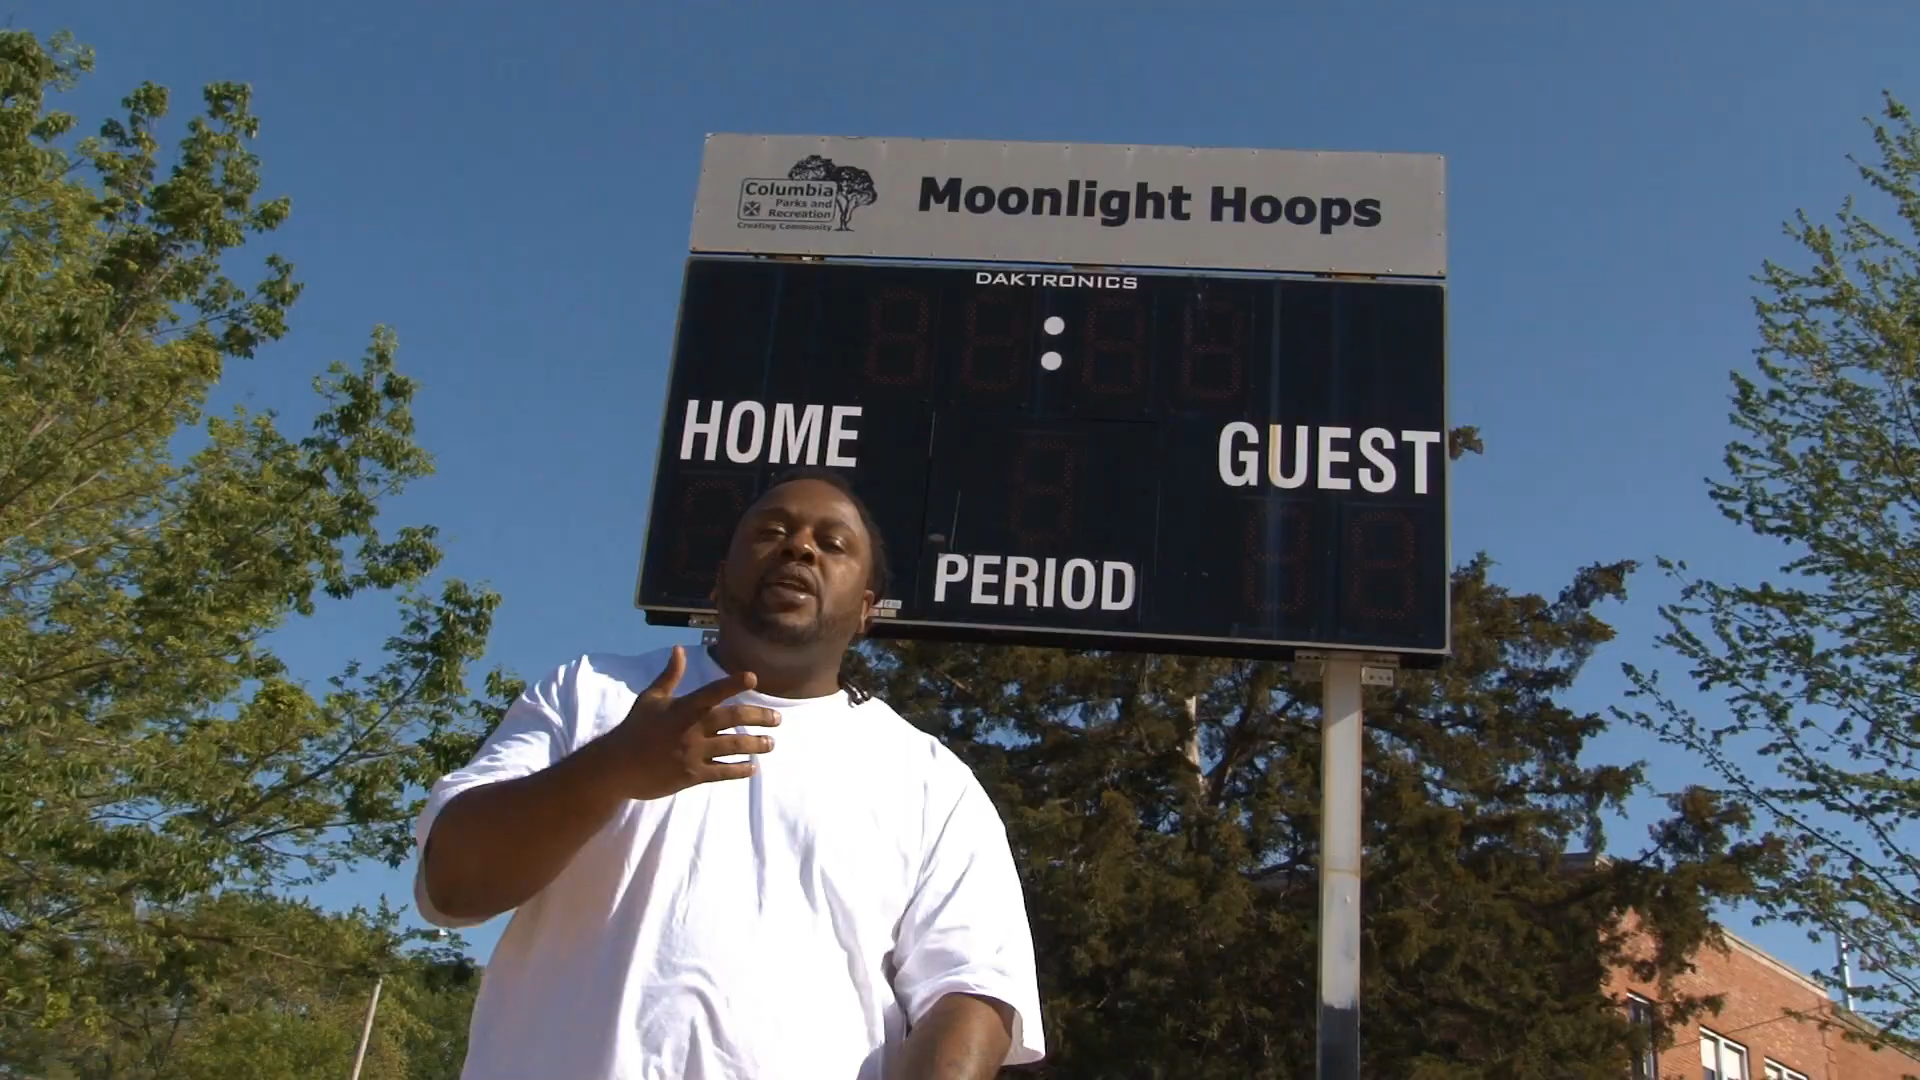 Columbia
Parks and
Recreation
Creating Community
Moonlight Hoops
DAKTRONICS
HOME
GUEST
PERIOD